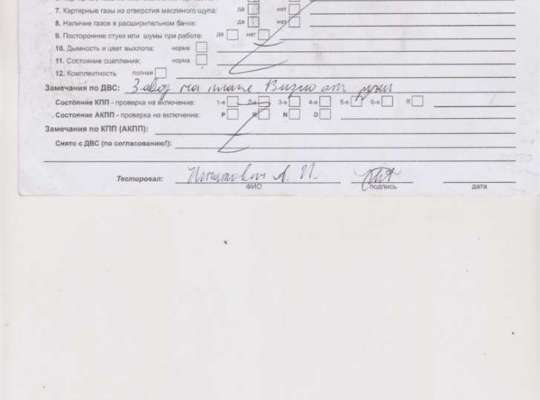 7. Картерные газы из отверстия масляного щупа: да нет
8. Наличие газов в расширительном бачке: да нет
9. Посторонние стуки или шумы при работе: да нет
10. Дымность и цвет выхлопа: норма
11. Состояние сцепления: норма
12. Комплектность полная
Замечания по ДВС:
Состояние КПП - проверка на включение: 1-я 2-я 3-я 4-я 5-я 6-я R
Состояние АКПП - проверка на включение: P R N D
Замечания по КПП (АКПП):
Снято с ДВС (по согласованию!):
Тестировал:
ФИО подпись дата